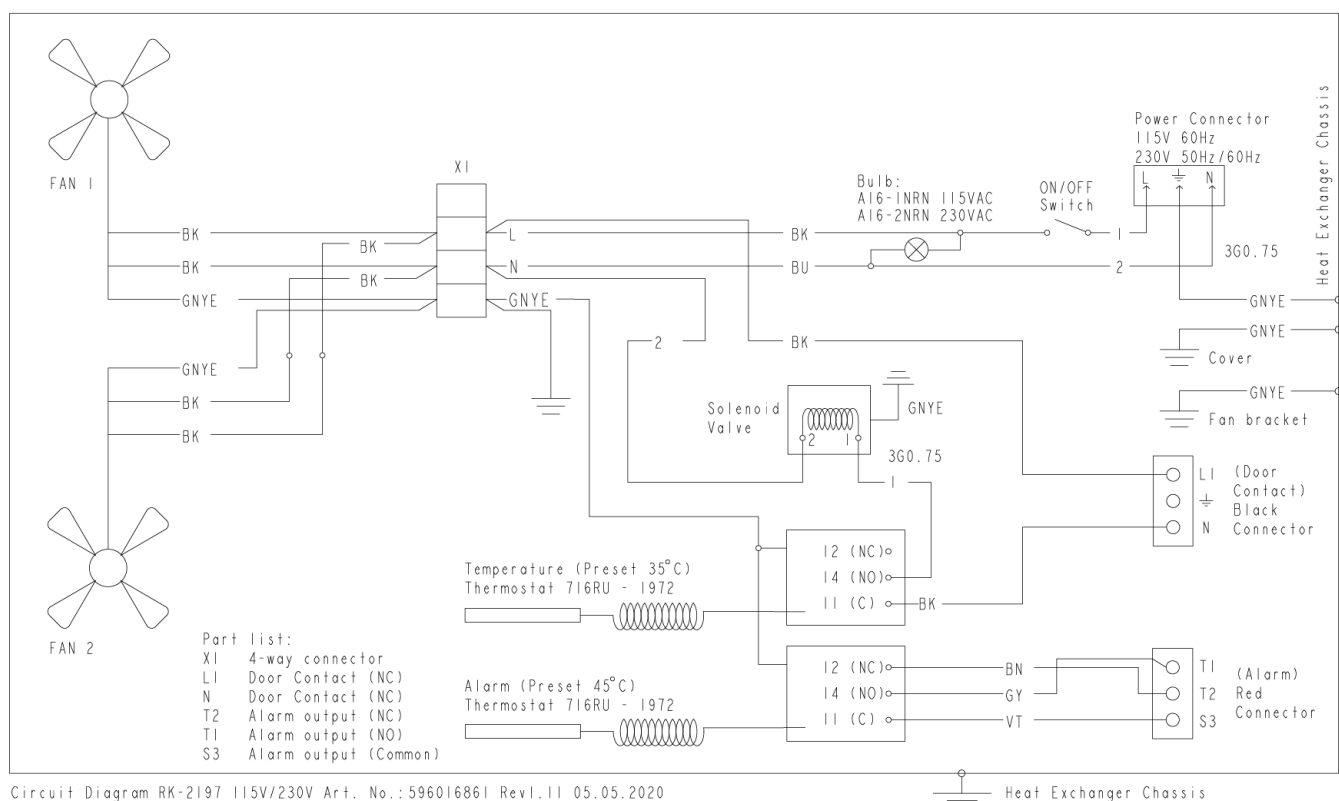 FAN 1
X1
Power Connector
115V 60Hz
230V 50Hz/60Hz
L ⏚ N
Heat Exchanger Chassis
Bulb:
A16-1NRN 115VAC
A16-2NRN 230VAC
ON/OFF
Switch
BK
BK
L
BK
1
3G0.75
BK
BK
N
BU
2
GNYE
GNYE
GNYE
GNYE
2
BK
Cover
GNYE
BK
BK
Solenoid
Valve
GNYE
2 1
3G0.75
1
GNYE
Fan bracket
L1 (Door
Contact)
⏚ Black
N Connector
FAN 2
Temperature (Preset 35°C)
Thermostat 716RU - 1972
12 (NC)
14 (NO)
11 (C)
BK
Alarm (Preset 45°C)
Thermostat 716RU - 1972
12 (NC)
14 (NO)
11 (C)
BN
GY
VT
T1 (Alarm)
T2 Red
S3 Connector
Part list:
X1 4-way connector
L1 Door Contact (NC)
N Door Contact (NC)
T2 Alarm output (NC)
T1 Alarm output (NO)
S3 Alarm output (Common)
Circuit Diagram RK-2197 115V/230V Art. No.:596016861 Rev1.11 05.05.2020
Heat Exchanger Chassis